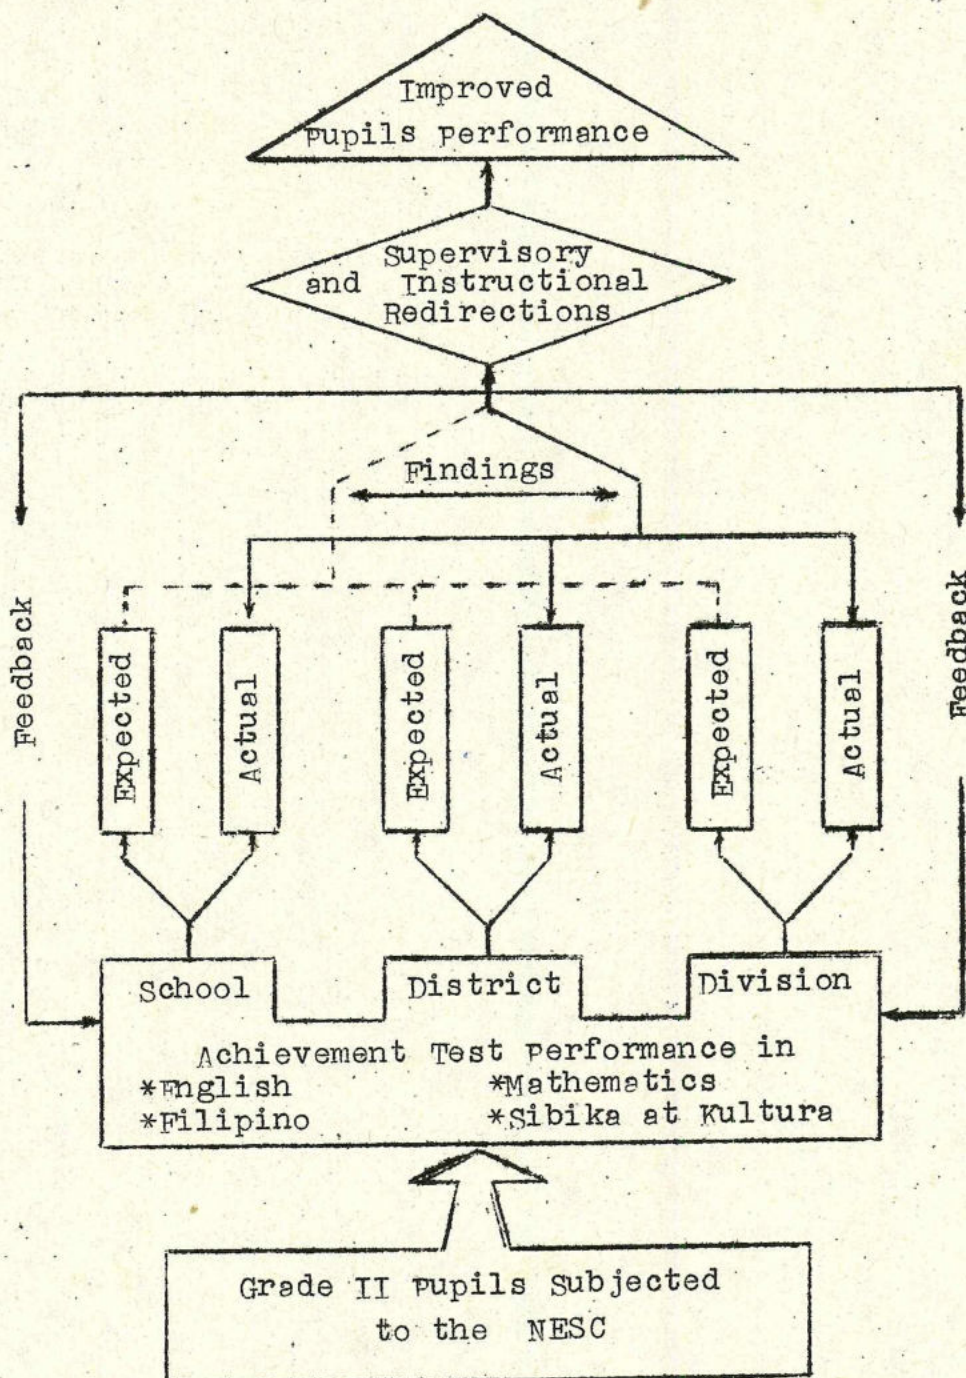 Improved
Pupils Performance
Supervisory
and Instructional
Redirections
Findings
Feedback
Expected
Actual
Expected
Actual
Expected
Actual
Feedback
School
District
Division
Achievement Test Performance in
*English
*Mathematics
*Filipino
*Sibika at Kultura
Grade II Pupils Subjected
to the NESC